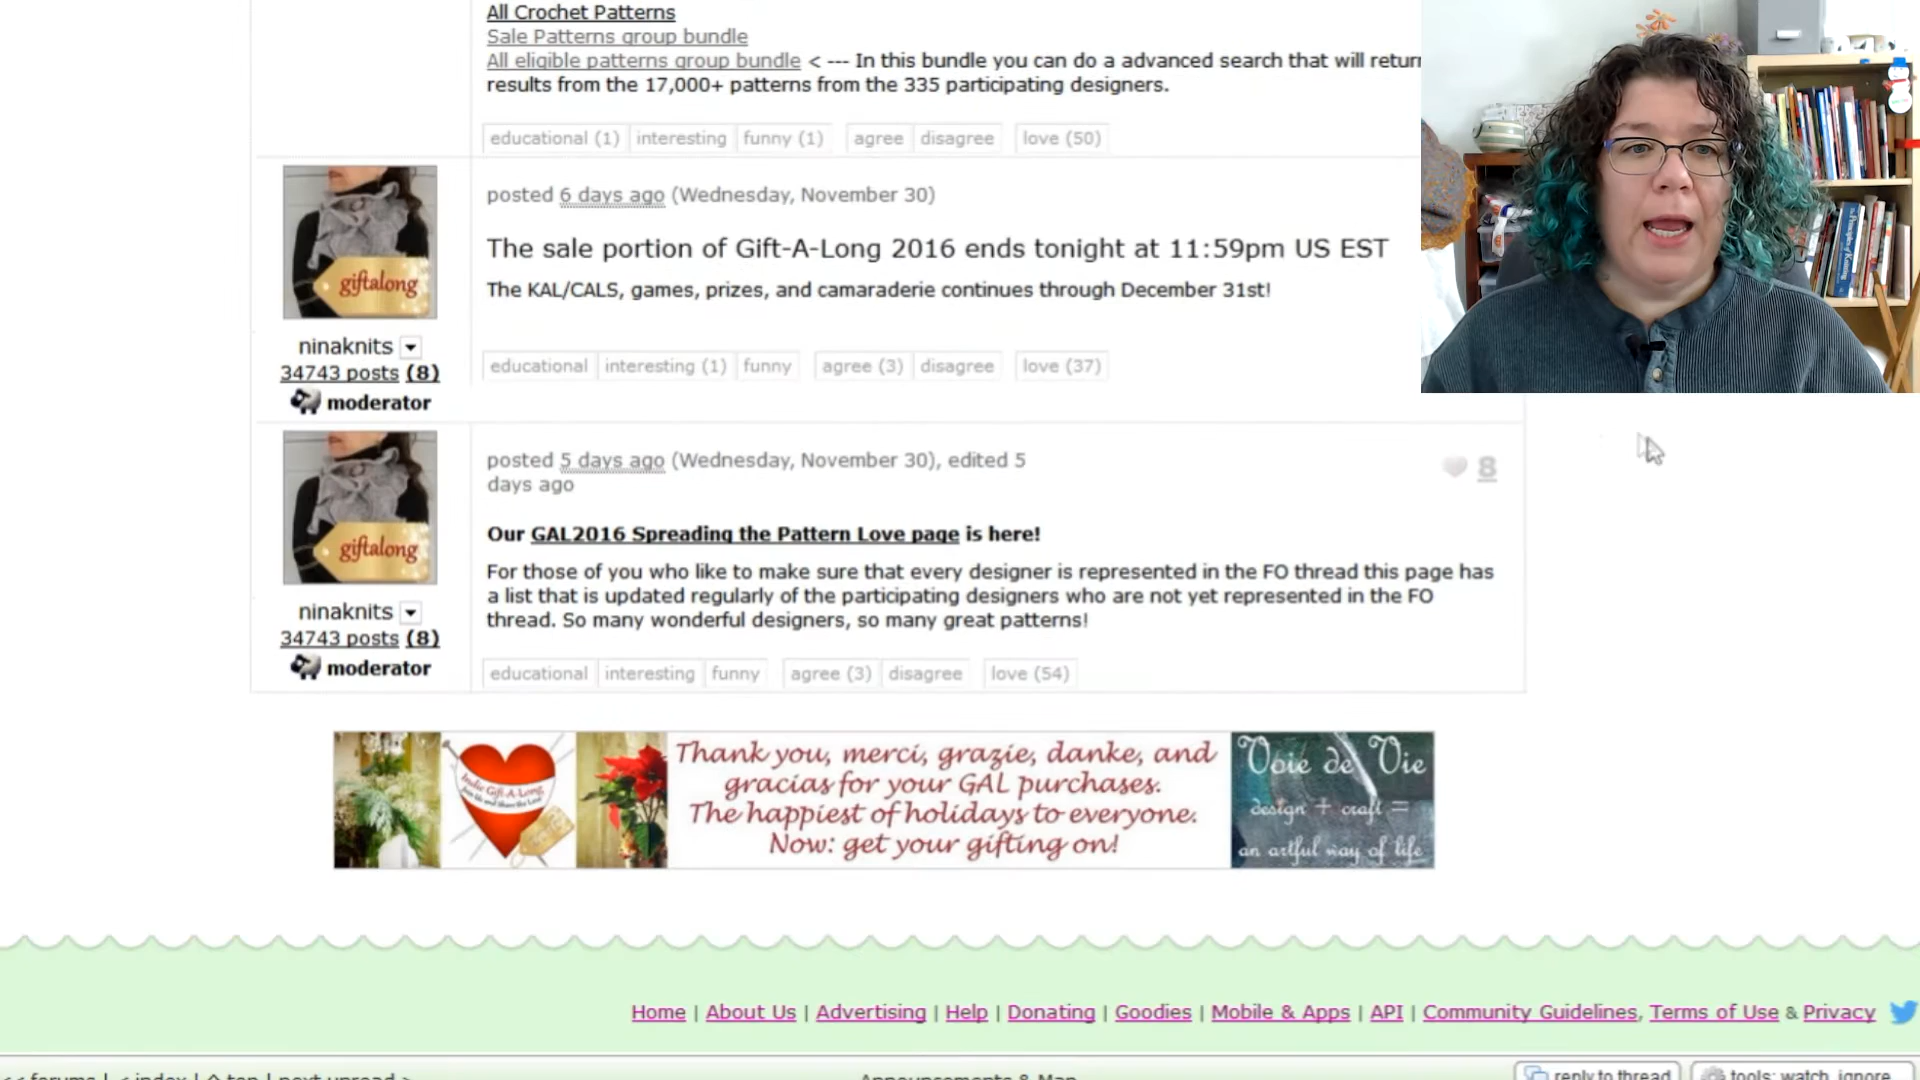 All Crochet Patterns
Sale Patterns group bundle
All eligible patterns group bundle < --- In this bundle you can do a advanced search that will return
results from the 17,000+ patterns from the 335 participating designers.
educational (1) interesting funny (1) agree disagree love (50)
giftalong
ninaknits
34743 posts (8)
moderator
posted 6 days ago (Wednesday, November 30)
The sale portion of Gift-A-Long 2016 ends tonight at 11:59pm US EST
The KAL/CALS, games, prizes, and camaraderie continues through December 31st!
educational interesting (1) funny agree (3) disagree love (37)
giftalong
ninaknits
34743 posts (8)
moderator
posted 5 days ago (Wednesday, November 30), edited 5
days ago
8
Our GAL2016 Spreading the Pattern Love page is here!
For those of you who like to make sure that every designer is represented in the FO thread this page has
a list that is updated regularly of the participating designers who are not yet represented in the FO
thread. So many wonderful designers, so many great patterns!
educational interesting funny agree (3) disagree love (54)
Indie Gift-A-Long
Thank you, merci, grazie, danke, and
gracias for your GAL purchases.
The happiest of holidays to everyone.
Now: get your gifting on!
Voie de Vie
design + craft =
an artful way of life
Home | About Us | Advertising | Help | Donating | Goodies | Mobile & Apps | API | Community Guidelines, Terms of Use & Privacy
<< forums | < index | top | next unread >
Announcements & Map
reply to thread
tools: watch, ignore